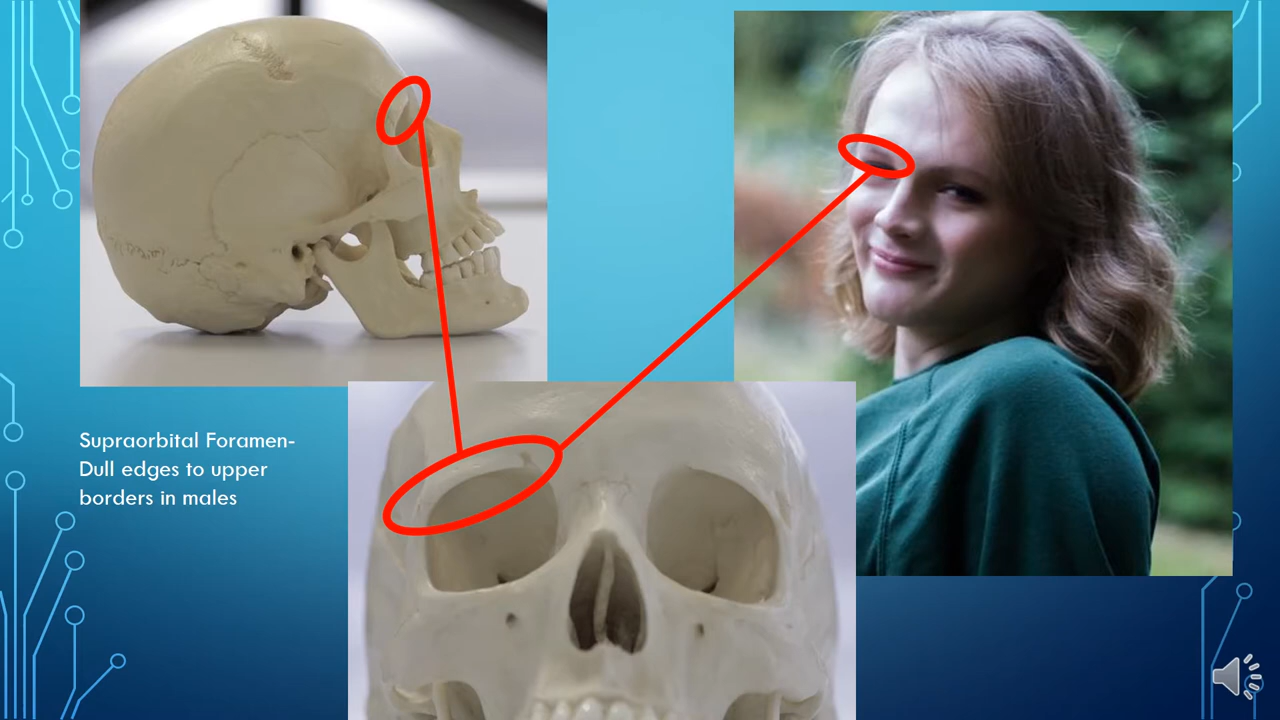 Supraorbital Foramen-
Dull edges to upper
borders in males